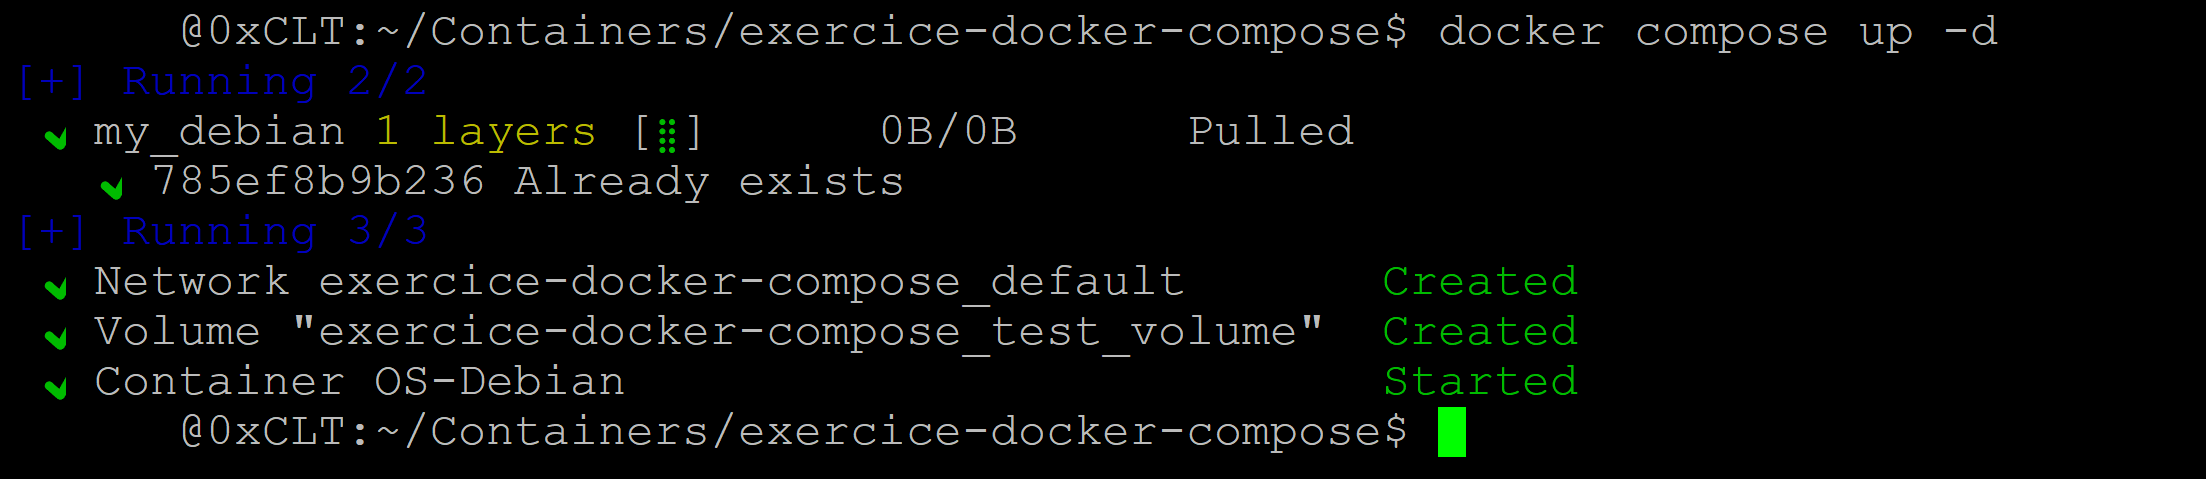 @0xCLT:~/Containers/exercice-docker-compose$ docker compose up -d
[+] Running 2/2
✔ my_debian 1 layers [⣿] 0B/0B Pulled
✔ 785ef8b9b236 Already exists
[+] Running 3/3
✔ Network exercice-docker-compose_default Created
✔ Volume "exercice-docker-compose_test_volume" Created
✔ Container OS-Debian Started
@0xCLT:~/Containers/exercice-docker-compose$